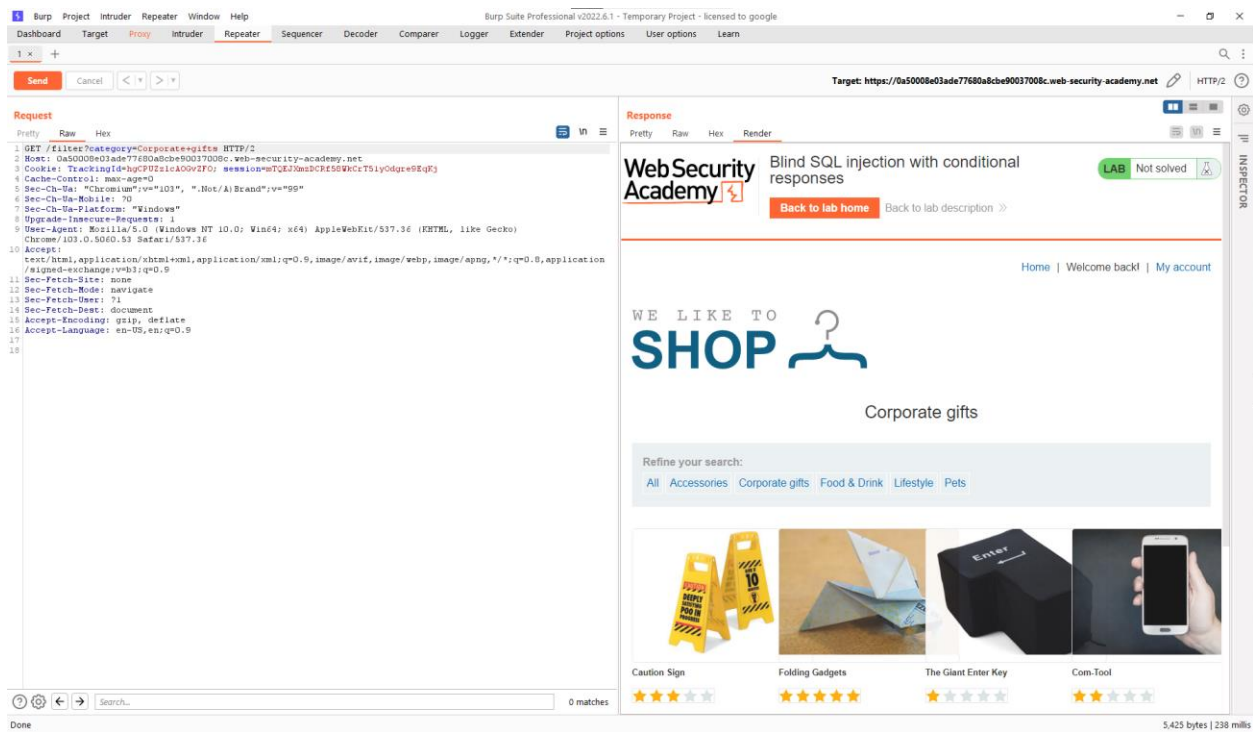 Burp Project Intruder Repeater Window Help
Burp Suite Professional v2022.6.1 - Temporary Project - licensed to google
Dashboard Target Proxy Intruder Repeater Sequencer Decoder Comparer Logger Extender Project options User options Learn
1 × +
Send Cancel < > Target: https://0a50008e03ade77680a8cbe90037008c.web-security-academy.net HTTP/2
Request
Pretty Raw Hex \n
1 GET /filter?category=Corporate+gifts HTTP/2
2 Host: 0a50008e03ade77680a8cbe90037008c.web-security-academy.net
3 Cookie: TrackingId=hgCPUZzlcAOGvZFO; session=mTQEJXmzDCRf58WkCrT5iyOdgre9EqKj
4 Cache-Control: max-age=0
5 Sec-Ch-Ua: "Chromium";v="103", ".Not/A)Brand";v="99"
6 Sec-Ch-Ua-Mobile: ?0
7 Sec-Ch-Ua-Platform: "Windows"
8 Upgrade-Insecure-Requests: 1
9 User-Agent: Mozilla/5.0 (Windows NT 10.0; Win64; x64) AppleWebKit/537.36 (KHTML, like Gecko)
Chrome/103.0.5060.53 Safari/537.36
10 Accept:
text/html,application/xhtml+xml,application/xml;q=0.9,image/avif,image/webp,image/apng,*/*;q=0.8,application
/signed-exchange;v=b3;q=0.9
11 Sec-Fetch-Site: none
12 Sec-Fetch-Mode: navigate
13 Sec-Fetch-User: ?1
14 Sec-Fetch-Dest: document
15 Accept-Encoding: gzip, deflate
16 Accept-Language: en-US,en;q=0.9
17
18
Search... 0 matches
Response
Pretty Raw Hex Render \n
INSPECTOR
Web Security
Academy
Blind SQL injection with conditional
responses
Back to lab home Back to lab description
LAB Not solved
Home | Welcome back! | My account
WE LIKE TO
SHOP
Corporate gifts
Refine your search:
All Accessories Corporate gifts Food & Drink Lifestyle Pets
Enter
Caution Sign Folding Gadgets The Giant Enter Key Com-Tool
Done
5,425 bytes | 238 millis